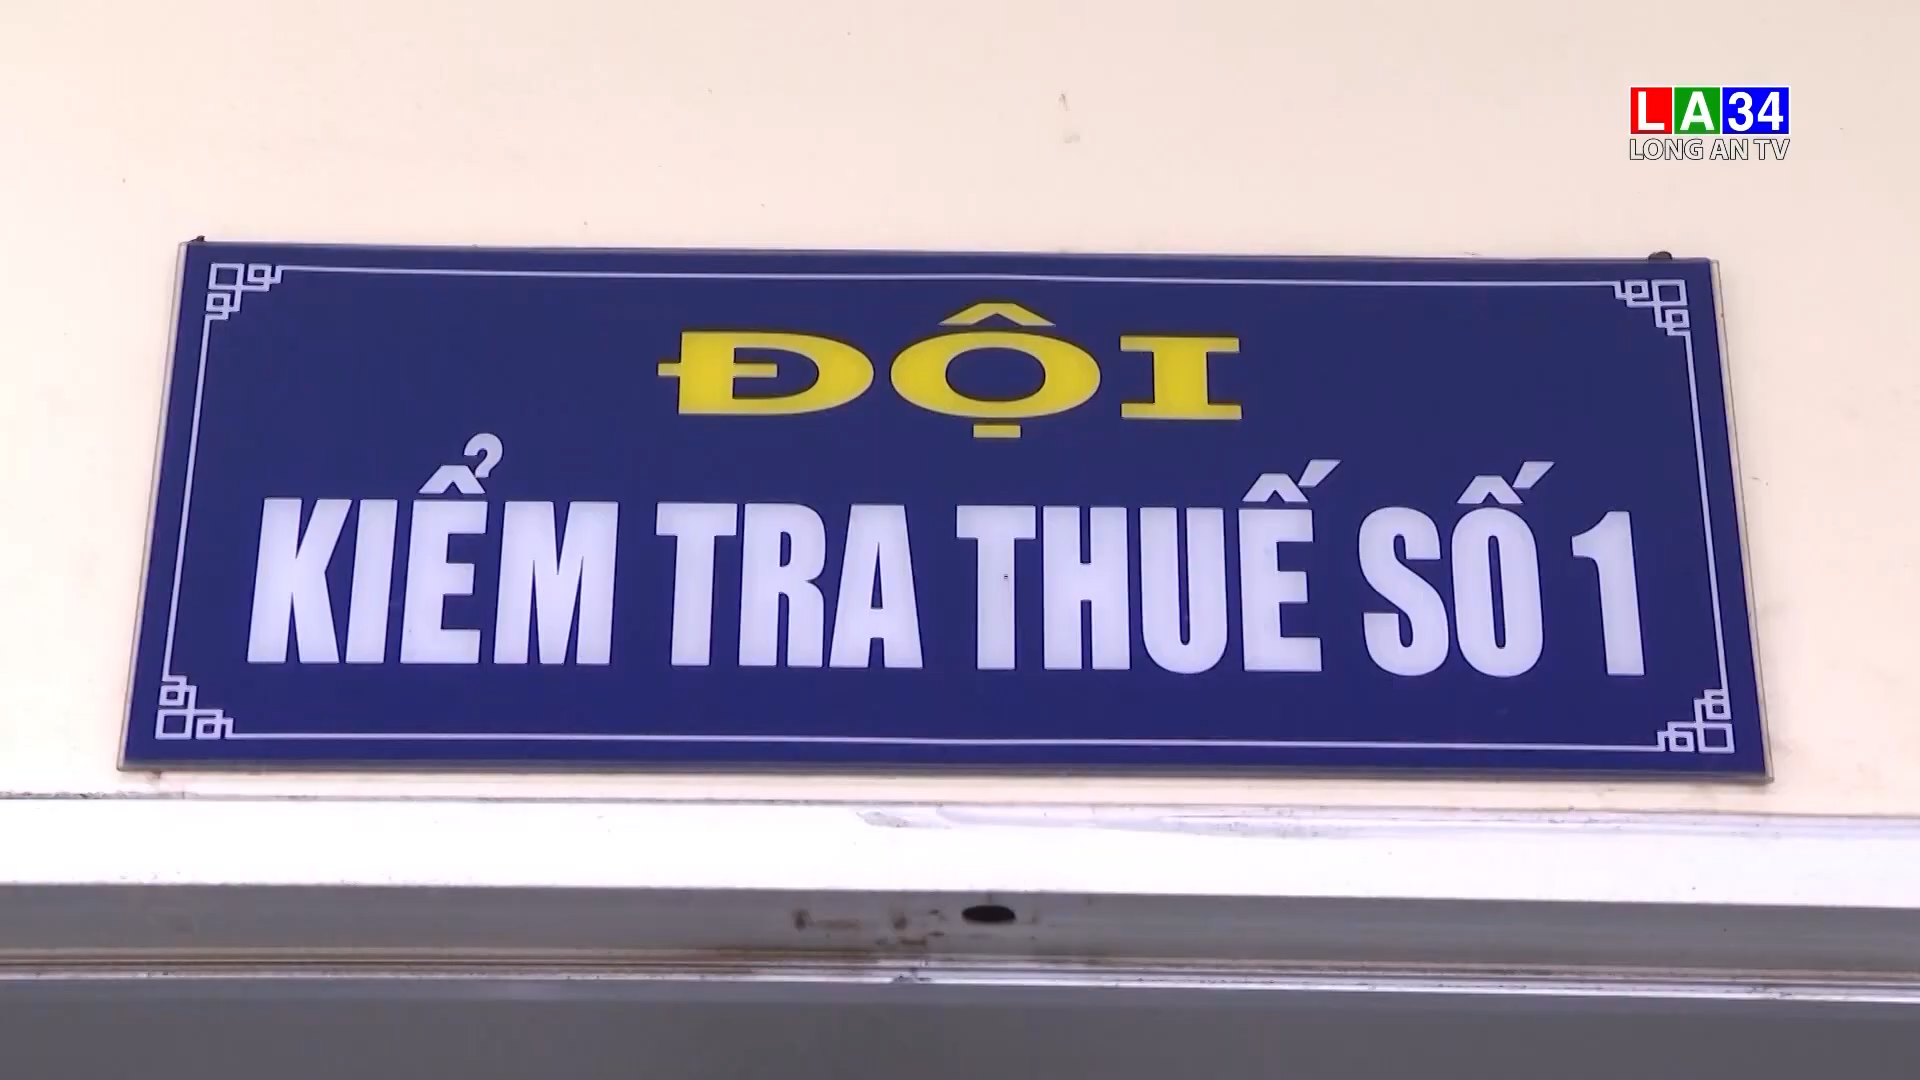 LA34
LONG AN TV
ĐỘI
KIỂM TRA THUẾ SỐ 1